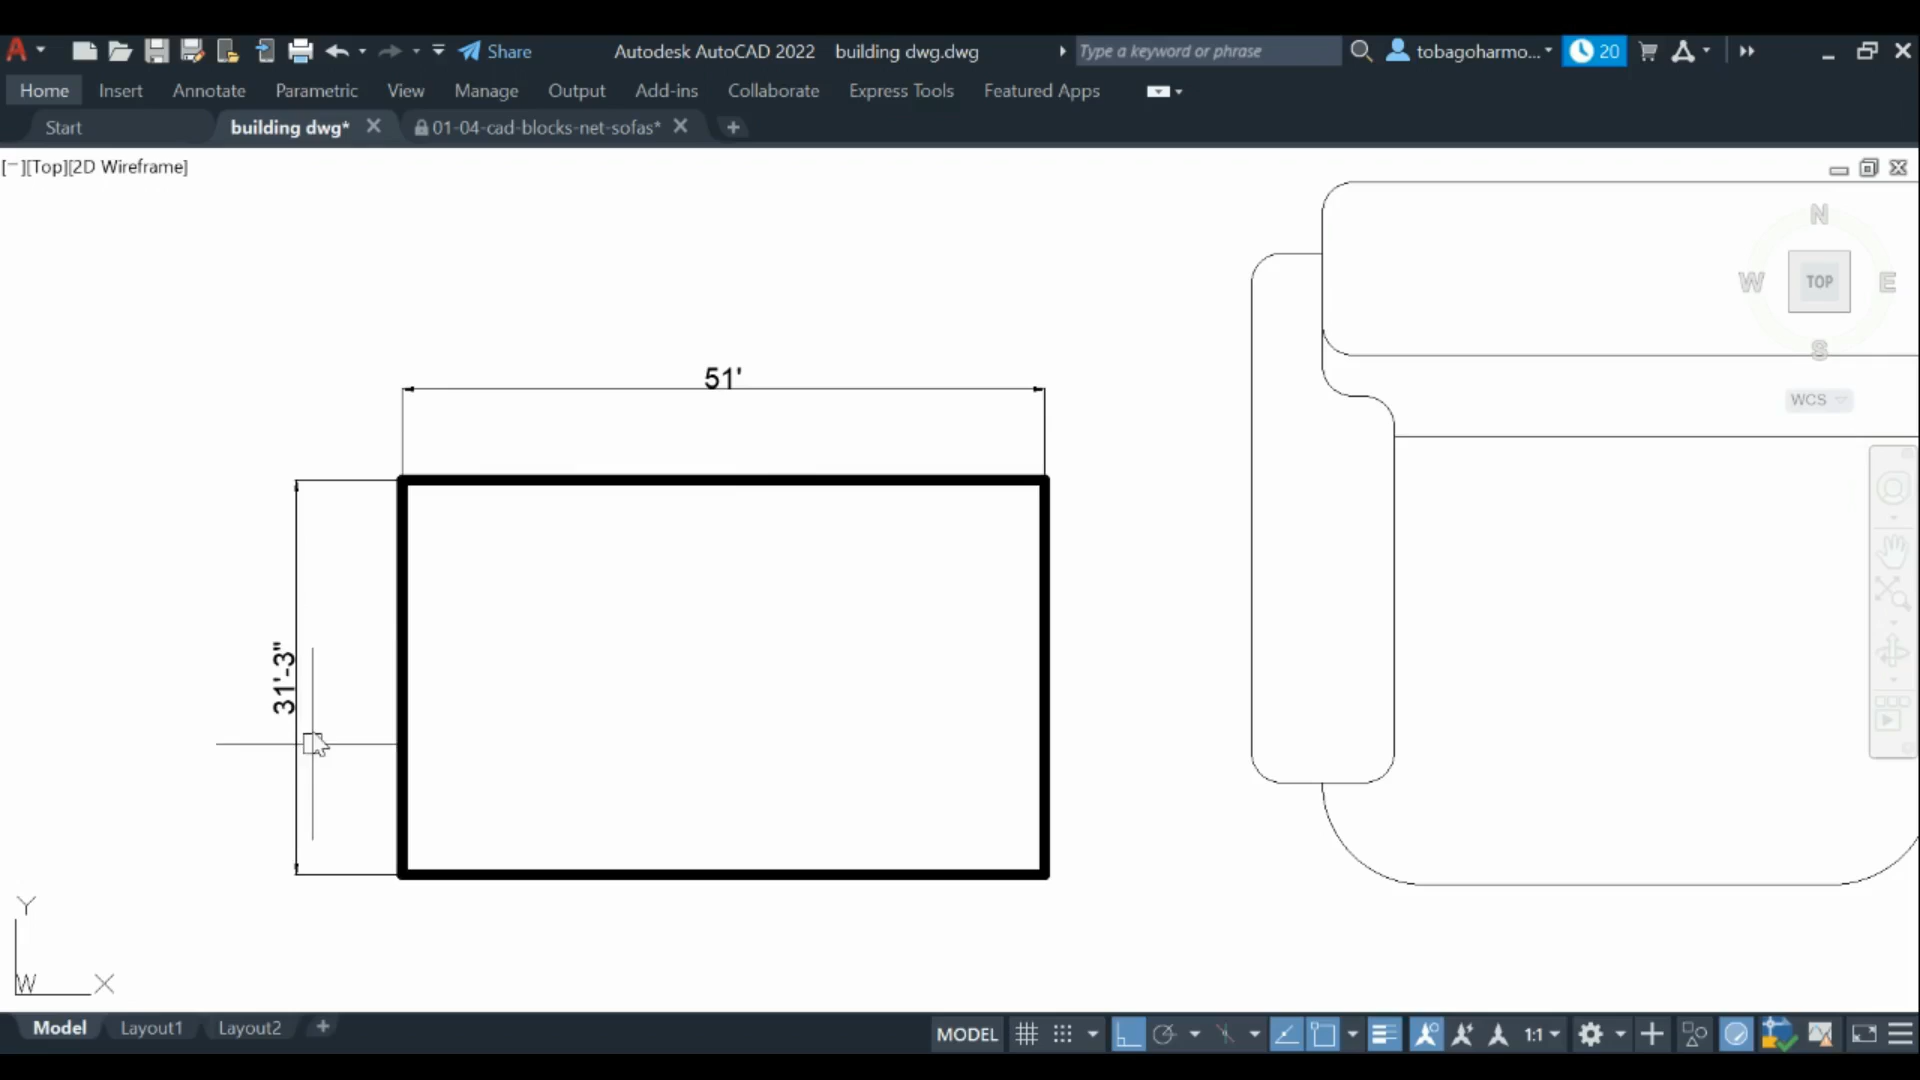 Share
Autodesk AutoCAD 2022 building dwg.dwg
Type a keyword or phrase
tobagoharmo...
20
Home Insert Annotate Parametric View Manage Output Add-ins Collaborate Express Tools Featured Apps
Start
building dwg*
01-04-cad-blocks-net-sofas*
[−][Top][2D Wireframe]
N
W TOP E
S
WCS
51'
31'-3"
Y
W X
Model Layout1 Layout2
MODEL
1:1